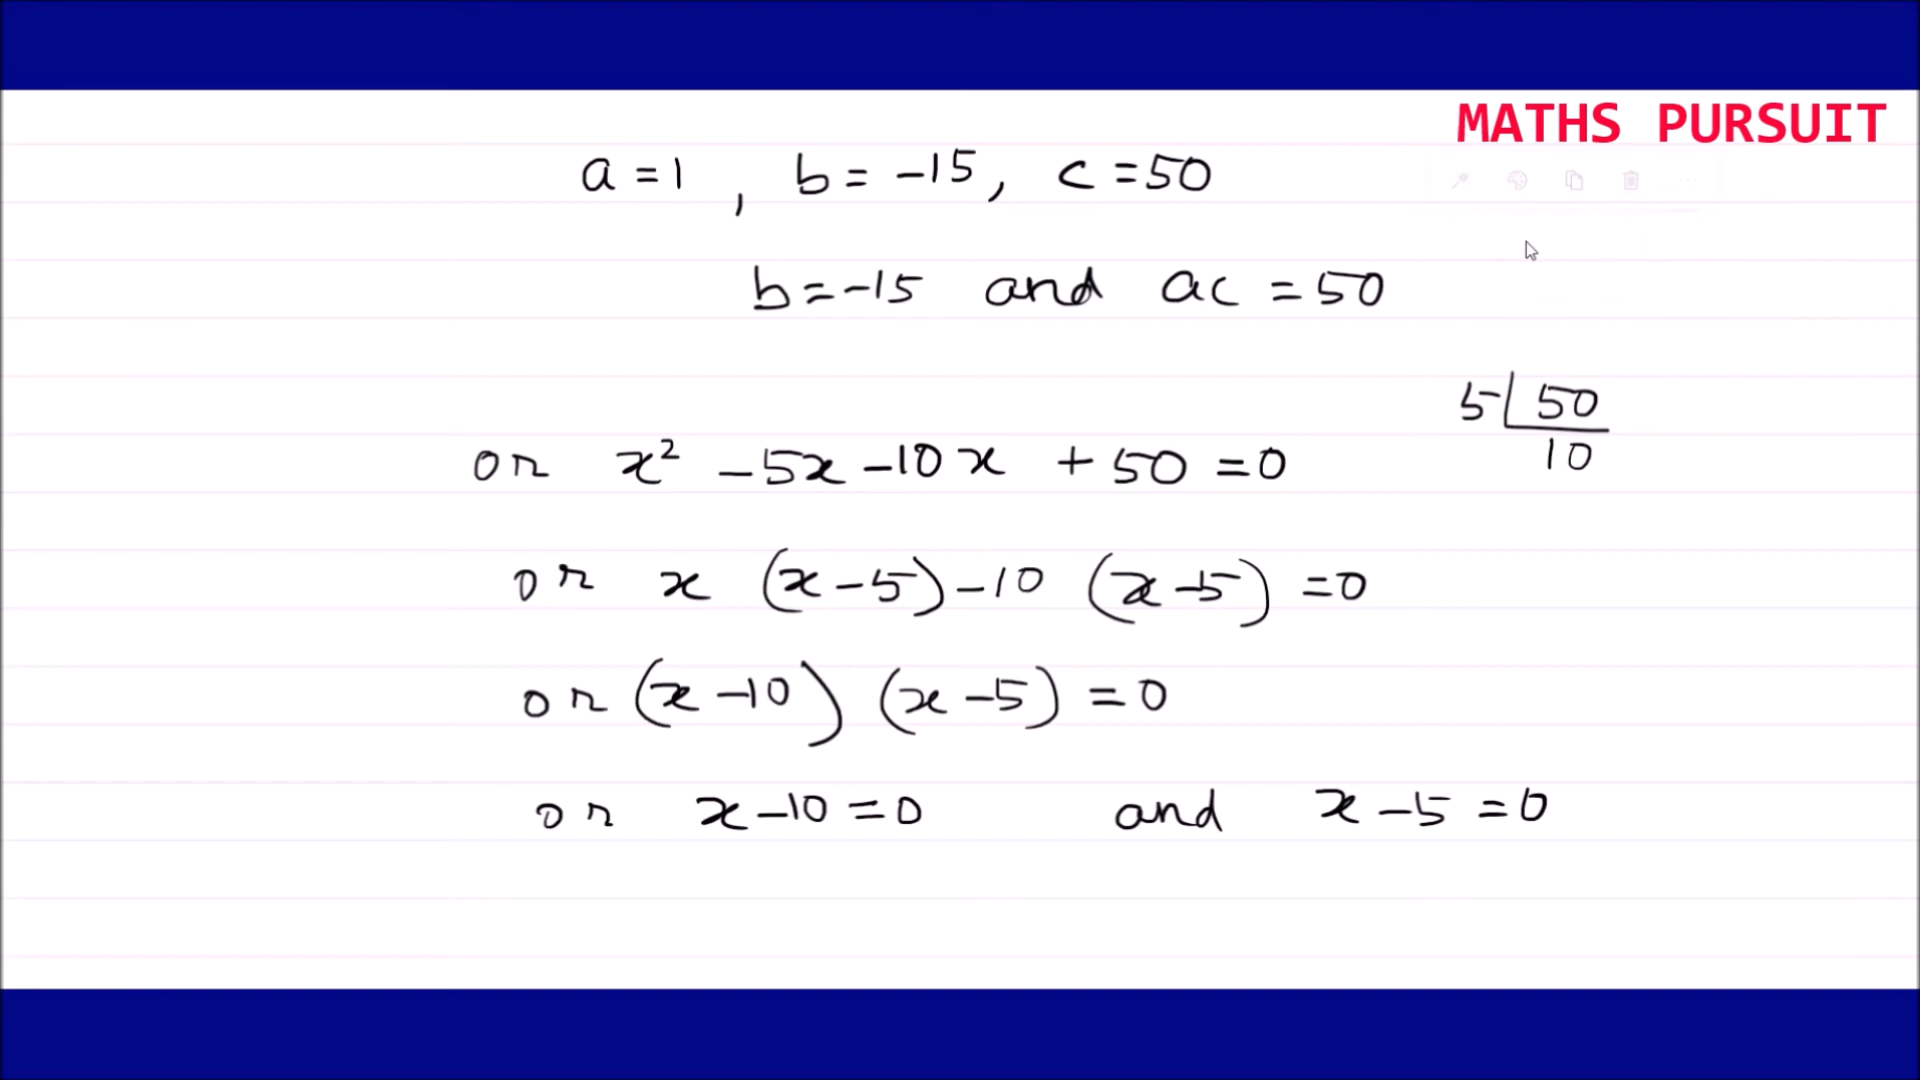 MATHS PURSUIT
a = 1 , b = -15, c = 50
b = -15 and ac = 50
5 | 50
10
or x² - 5x - 10x + 50 = 0
or x (x - 5) - 10 (x - 5) = 0
or (x - 10) (x - 5) = 0
or x - 10 = 0 and x - 5 = 0